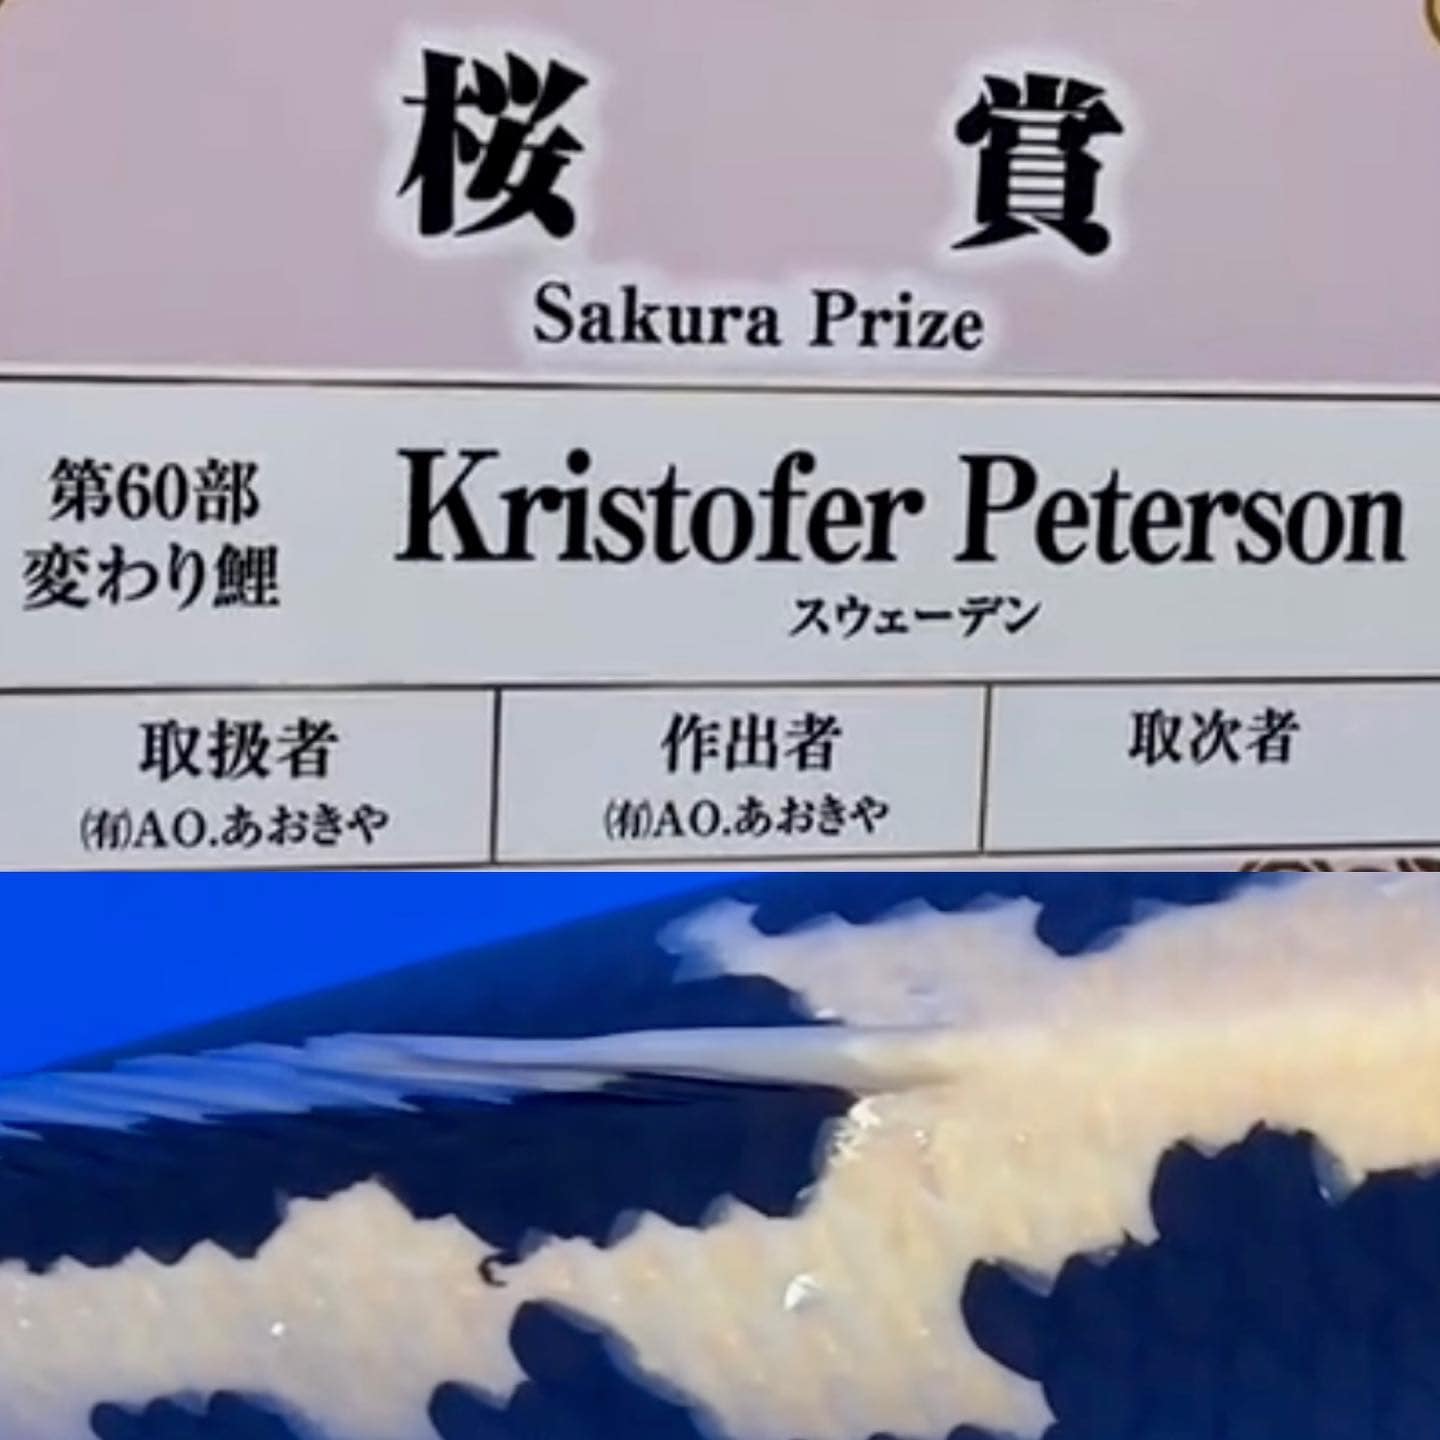 桜 賞
Sakura Prize
第60部
変わり鯉
Kristofer Peterson
スウェーデン
取扱者
㈲AO.あおきや
作出者
㈲AO.あおきや
取次者